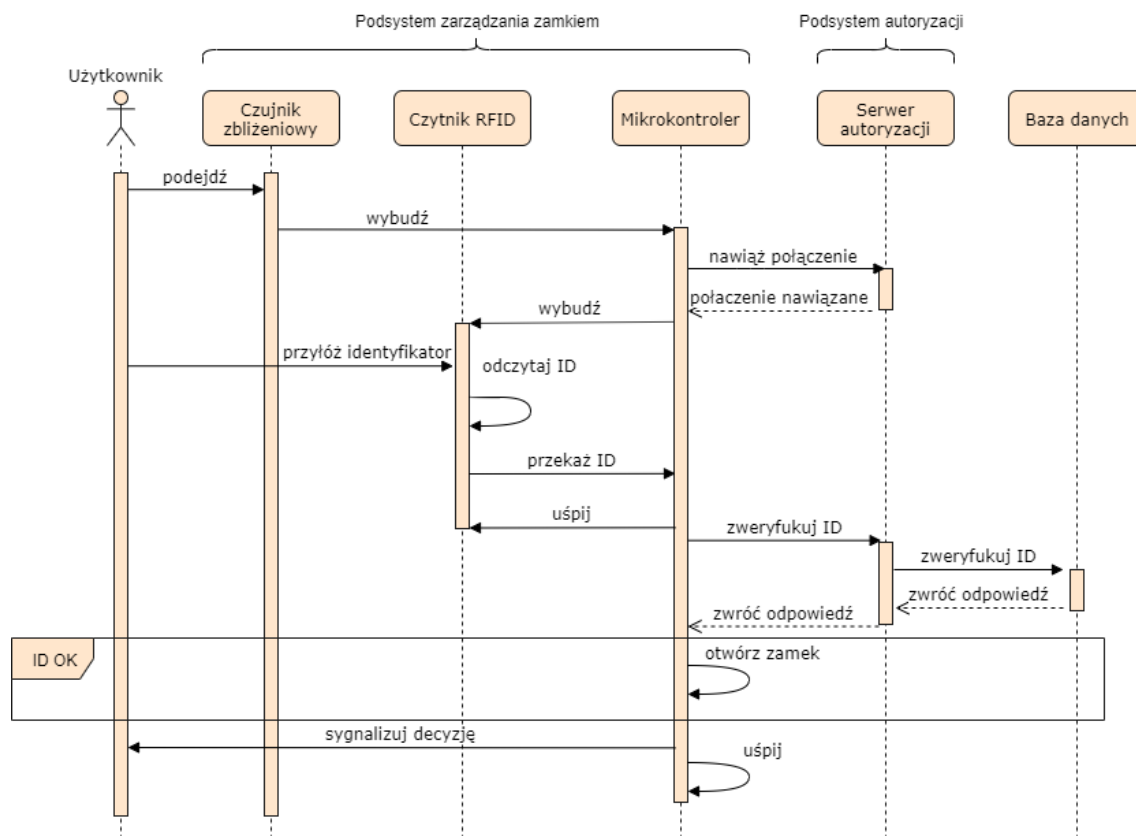 Podsystem zarządzania zamkiem
Podsystem autoryzacji
Użytkownik
Czujnik
zbliżeniowy
Czytnik RFID
Mikrokontroler
Serwer
autoryzacji
Baza danych
podejdź
wybudź
nawiąż połączenie
połaczenie nawiązane
wybudź
przyłóż identyfikator
odczytaj ID
przekaż ID
uśpij
zweryfukuj ID
zweryfukuj ID
zwróć odpowiedź
zwróć odpowiedź
ID OK
otwórz zamek
sygnalizuj decyzję
uśpij